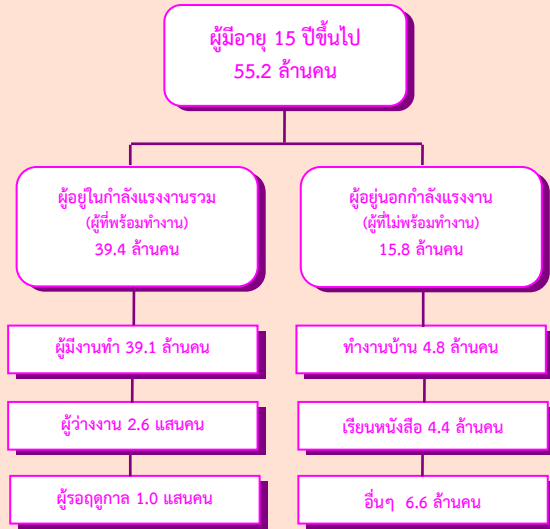 ผู้มีอายุ 15 ปีขึ้นไป
55.2 ล้านคน
ผู้อยู่ในกำลังแรงงานรวม
(ผู้ที่พร้อมทำงาน)
39.4 ล้านคน
ผู้อยู่นอกกำลังแรงงาน
(ผู้ที่ไม่พร้อมทำงาน)
15.8 ล้านคน
ผู้มีงานทำ 39.1 ล้านคน
ผู้ว่างงาน 2.6 แสนคน
ผู้รอฤดูกาล 1.0 แสนคน
ทำงานบ้าน 4.8 ล้านคน
เรียนหนังสือ 4.4 ล้านคน
อื่นๆ 6.6 ล้านคน